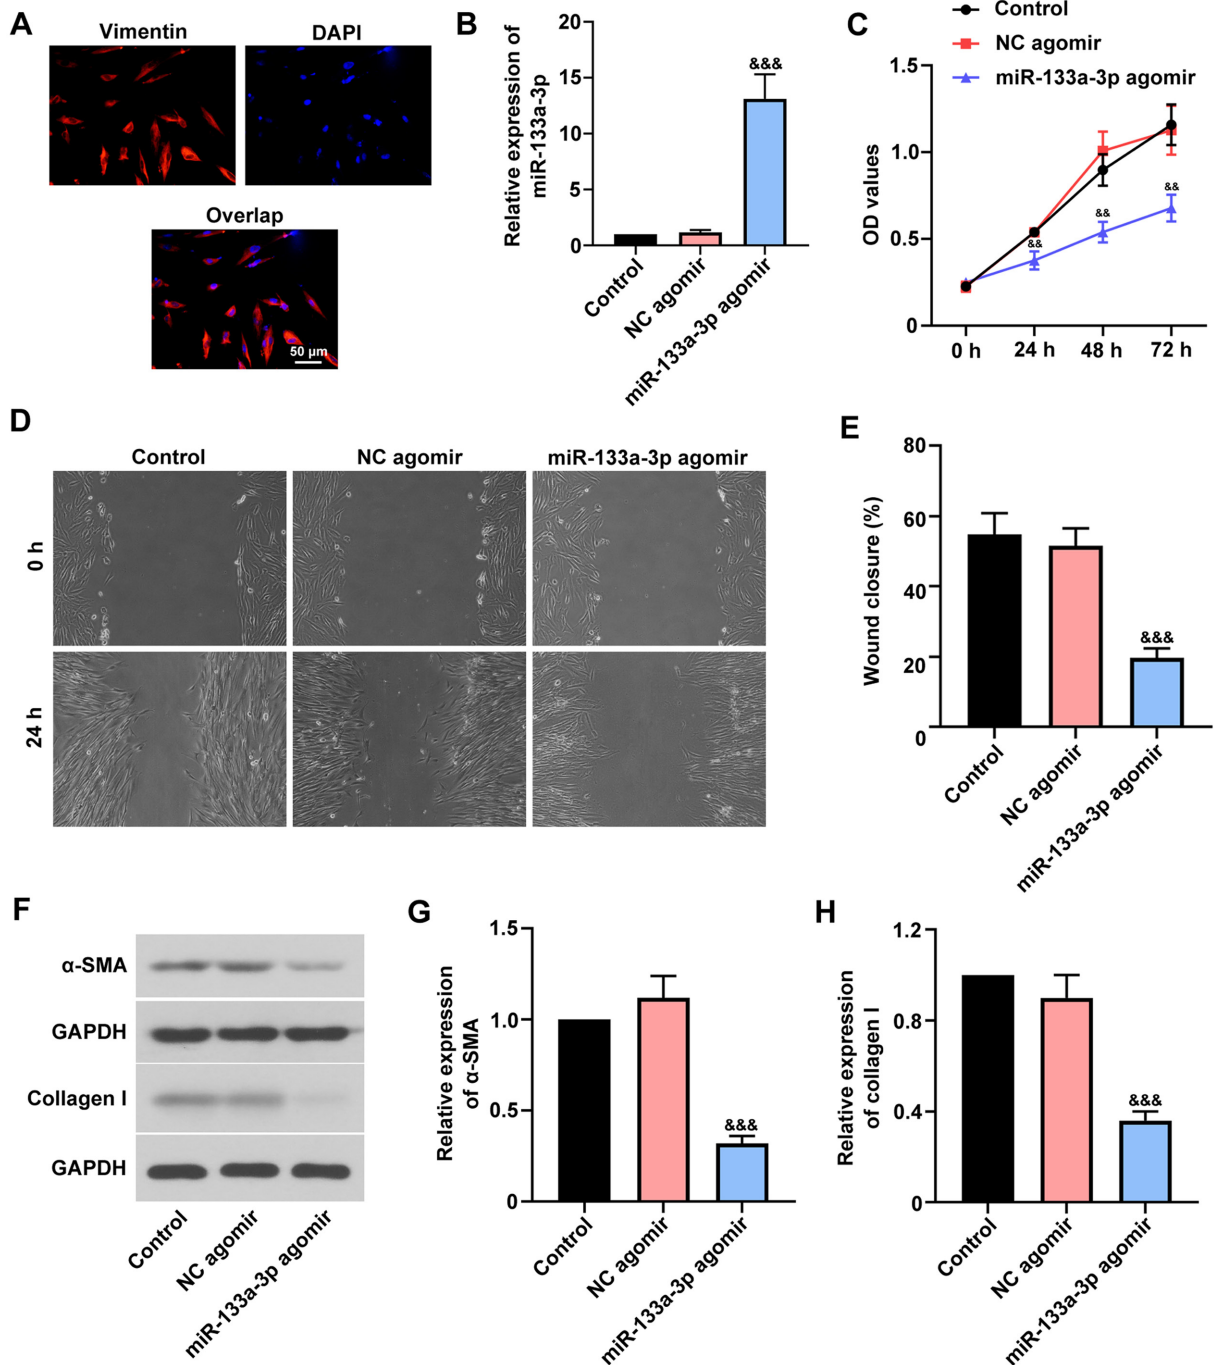 A
Vimentin
DAPI
Overlap
50 μm
B
Relative expression of
miR-133a-3p
20
15
10
5
0
&&&
Control
NC agomir
miR-133a-3p agomir
C
Control
NC agomir
miR-133a-3p agomir
OD values
1.5
1.0
0.5
0
&&
&&
&&
0 h
24 h
48 h
72 h
D
Control
NC agomir
miR-133a-3p agomir
0 h
24 h
E
Wound closure (%)
80
60
40
20
0
&&&
Control
NC agomir
miR-133a-3p agomir
F
α-SMA
GAPDH
Collagen I
GAPDH
Control
NC agomir
miR-133a-3p agomir
G
Relative expression
of α-SMA
1.5
1.0
0.5
0
&&&
Control
NC agomir
miR-133a-3p agomir
H
Relative expression
of collagen I
1.2
0.8
0.4
0
&&&
Control
NC agomir
miR-133a-3p agomir